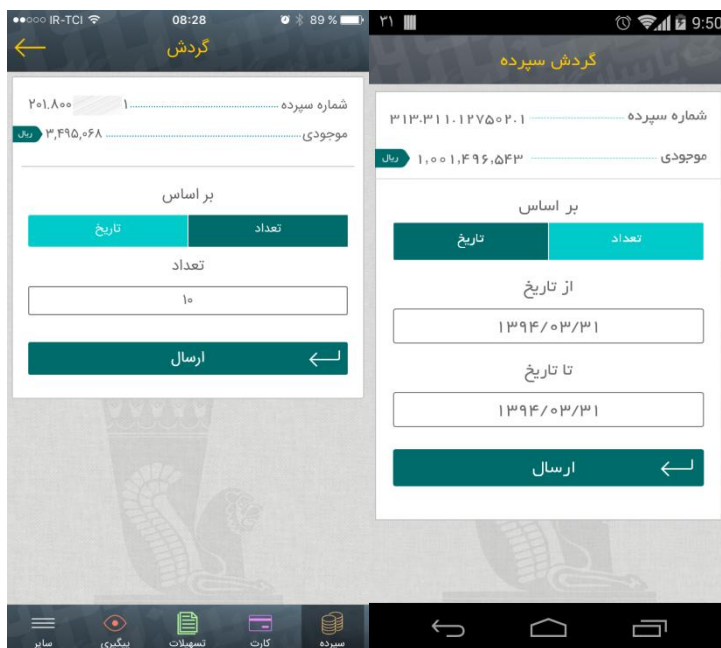 IR-TCI 08:28 89 %
گردش
شماره سپرده ۲۰۱.۸۰۰ ۱
موجودی ۳,۴۹۵,۰۶۸ ریال
بر اساس
تعداد تاریخ
تعداد
۱۰
ارسال
سپرده کارت تسهیلات پیگیری سایر
۳۱ 9:50
گردش سپرده
شماره سپرده ۳۱۳.۳۱۱.۱۲۷۵۰۲.۱
موجودی ۱,۰۰۱,۴۹۶,۵۴۳ ریال
بر اساس
تعداد تاریخ
از تاریخ
۱۳۹۴/۰۳/۳۱
تا تاریخ
۱۳۹۴/۰۳/۳۱
ارسال